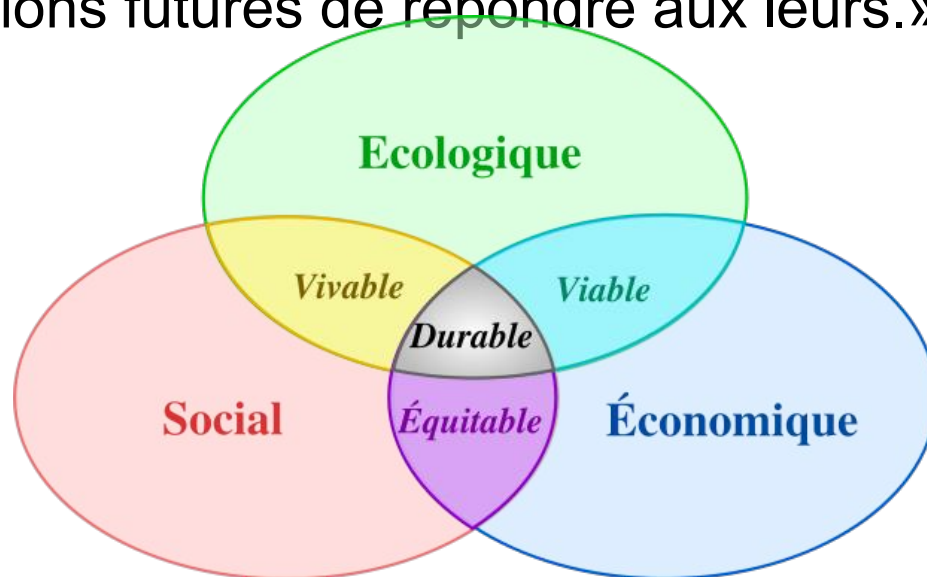 ions futures de répondre aux leurs.»
Ecologique
Vivable
Viable
Durable
Social
Équitable
Économique